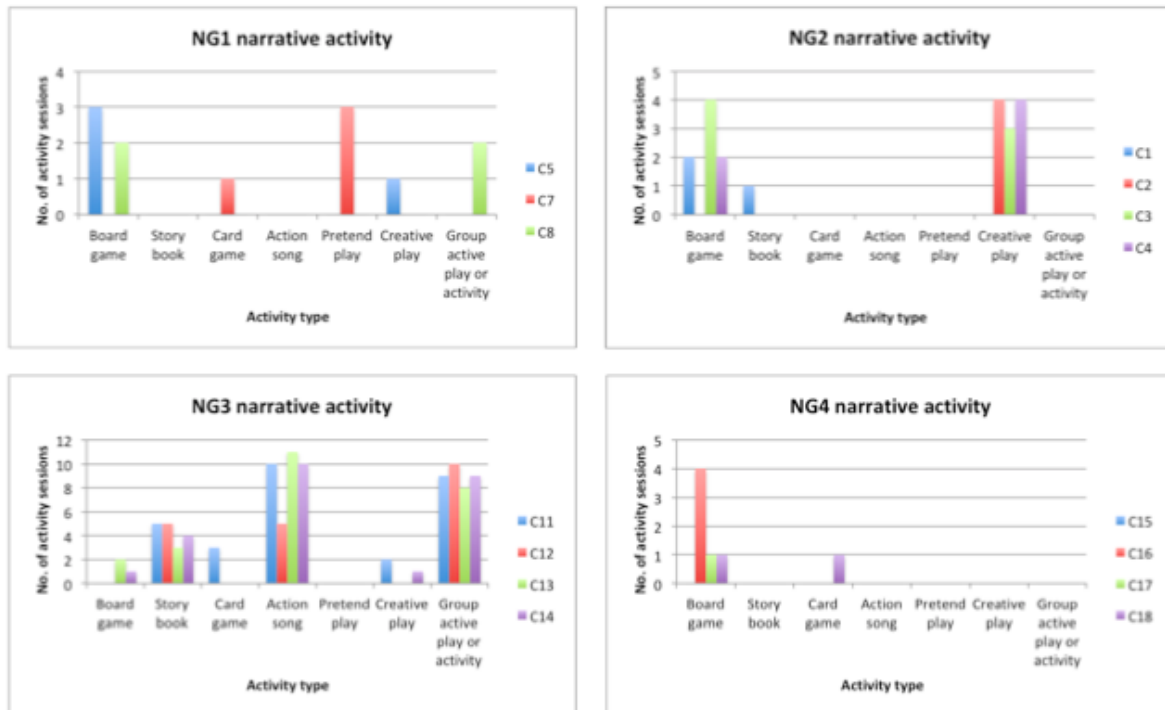 NG1 narrative activity
No. of activity sessions
4
3
2
1
0
Board game
Story book
Card game
Action song
Pretend play
Creative play
Group active play or activity
Activity type
C5
C7
C8
NG2 narrative activity
N0. of activity sessions
5
4
3
2
1
0
Board game
Story book
Card game
Action song
Pretend play
Creative play
Group active play or activity
Activity type
C1
C2
C3
C4
NG3 narrative activity
No. of activity sessions
12
10
8
6
4
2
0
Board game
Story book
Card game
Action song
Pretend play
Creative play
Group active play or activity
Activity type
C11
C12
C13
C14
NG4 narrative activity
No. of activity sessions
5
4
3
2
1
0
Board game
Story book
Card game
Action song
Pretend play
Creative play
Group active play or activity
Activity type
C15
C16
C17
C18